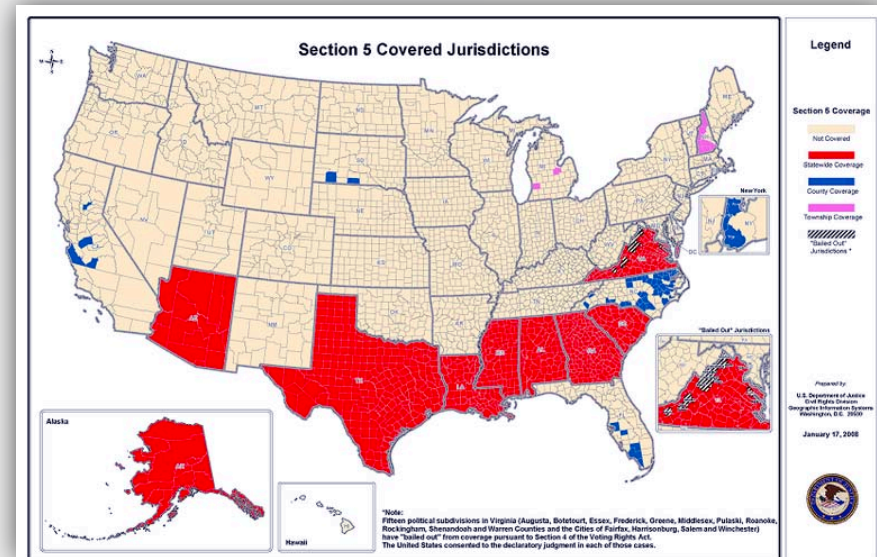 Section 5 Covered Jurisdictions
Legend
Section 5 Coverage
Not Covered
Statewide Coverage
County Coverage
Township Coverage
"Bailed Out"
Jurisdictions *
NewYork
"Bailed Out" Jurisdictions
Alaska
Hawaii
*Note:
Fifteen political subdivisions in Virginia (Augusta, Botetourt, Essex, Frederick, Greene, Middlesex, Pulaski, Roanoke,
Rockingham, Shenandoah and Warren Counties and the Cities of Fairfax, Harrisonburg, Salem and Winchester)
have "bailed out" from coverage pursuant to Section 4 of the Voting Rights Act.
The United States consented to the declaratory judgment in each of those cases.
Prepared by:
U.S. Department of Justice
Civil Rights Division
Geographic Information Systems
Washington, D.C. 20530
January 17, 2008